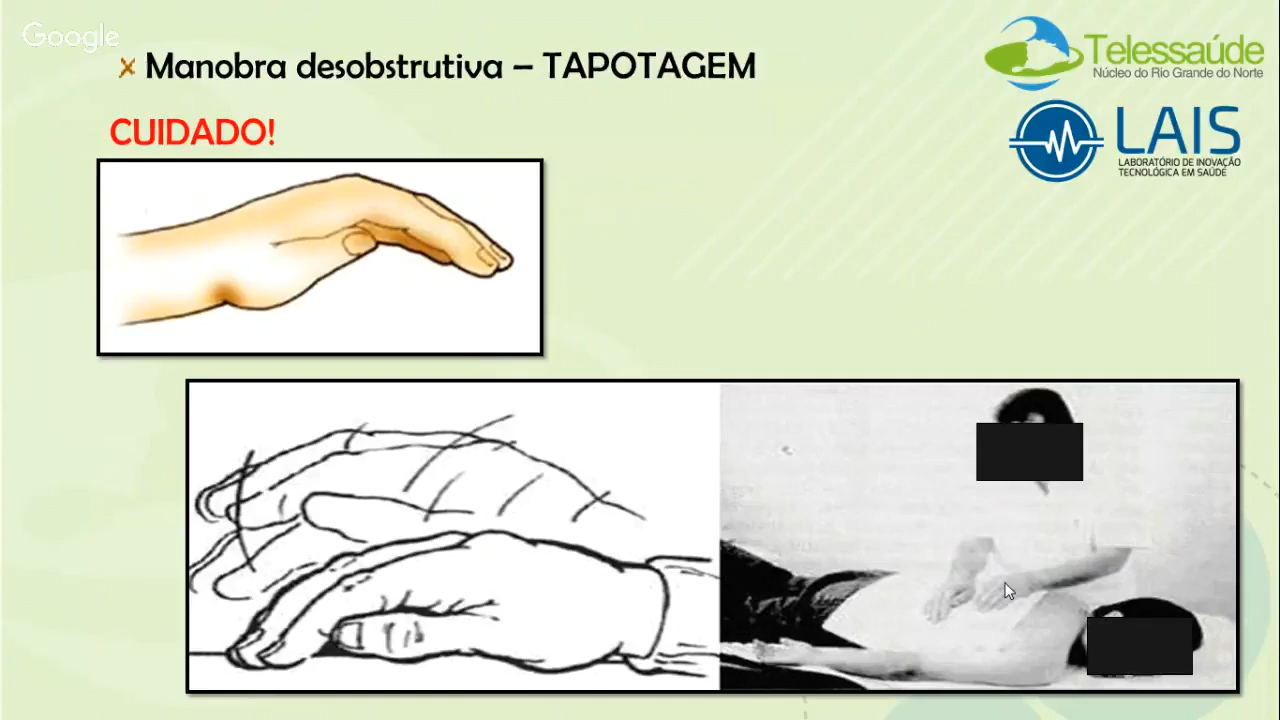 Google
Manobra desobstrutiva – TAPOTAGEM
CUIDADO!
Telessaúde
Núcleo do Rio Grande do Norte
LAIS
LABORATÓRIO DE INOVAÇÃO
TECNOLÓGICA EM SAÚDE